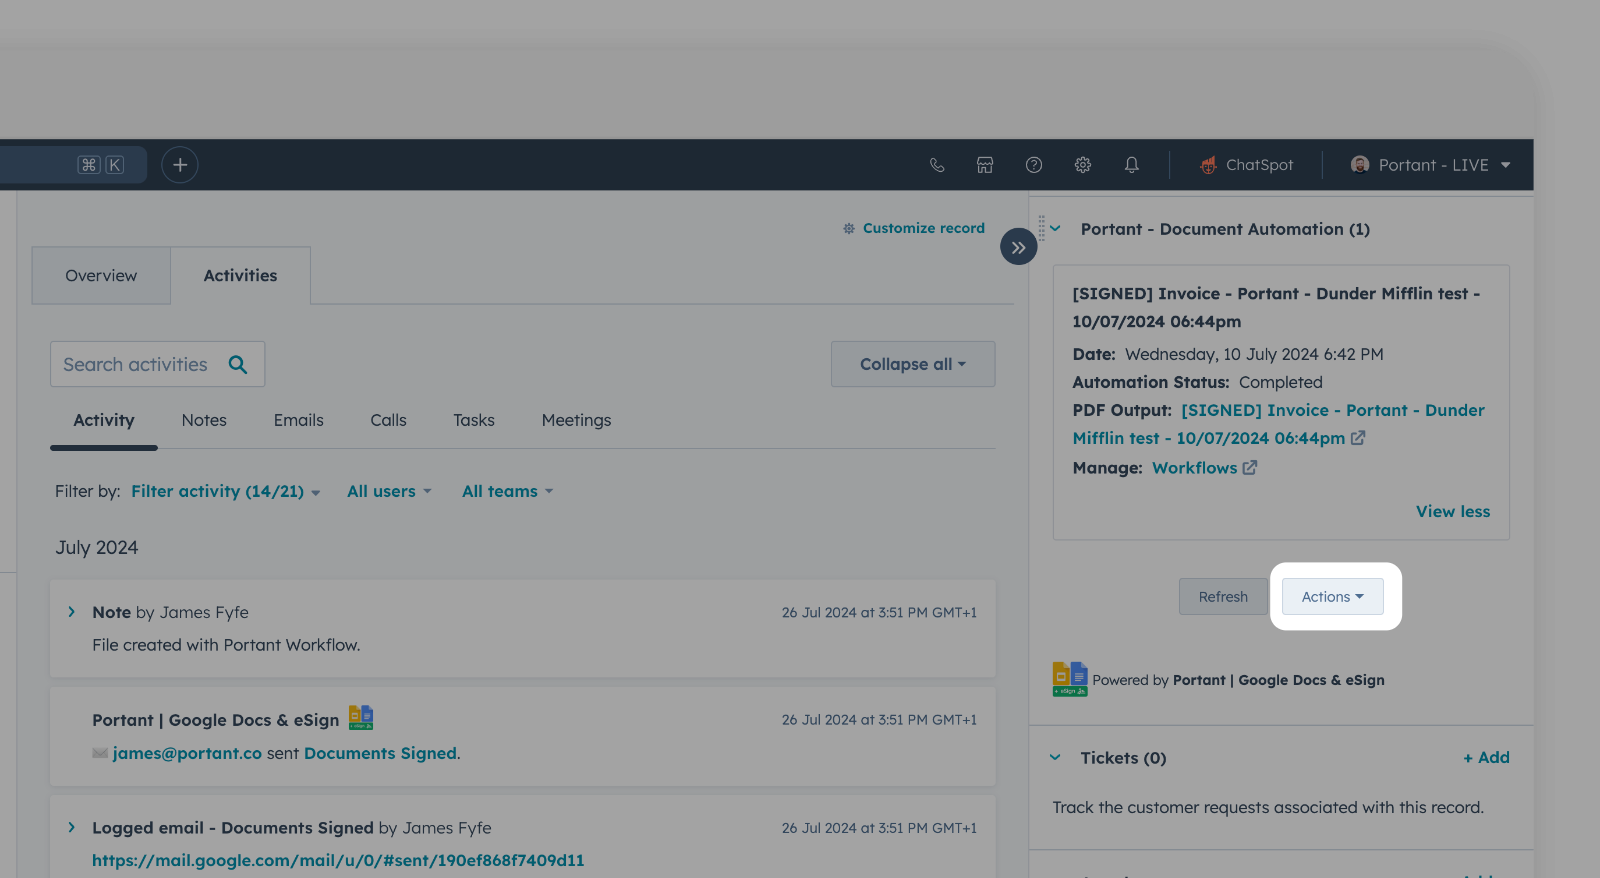 ⌘ K
ChatSpot
Portant - LIVE
Customize record
Overview
Activities
Search activities
Collapse all
Activity
Notes
Emails
Calls
Tasks
Meetings
Filter by: Filter activity (14/21) All users All teams
July 2024
Note by James Fyfe
26 Jul 2024 at 3:51 PM GMT+1
File created with Portant Workflow.
Portant | Google Docs & eSign
26 Jul 2024 at 3:51 PM GMT+1
james@portant.co sent Documents Signed.
Logged email - Documents Signed by James Fyfe
26 Jul 2024 at 3:51 PM GMT+1
https://mail.google.com/mail/u/0/#sent/190ef868f7409d11
Portant - Document Automation (1)
[SIGNED] Invoice - Portant - Dunder Mifflin test -
10/07/2024 06:44pm
Date: Wednesday, 10 July 2024 6:42 PM
Automation Status: Completed
PDF Output: [SIGNED] Invoice - Portant - Dunder
Mifflin test - 10/07/2024 06:44pm
Manage: Workflows
View less
Refresh
Actions
Powered by Portant | Google Docs & eSign
Tickets (0)
+ Add
Track the customer requests associated with this record.